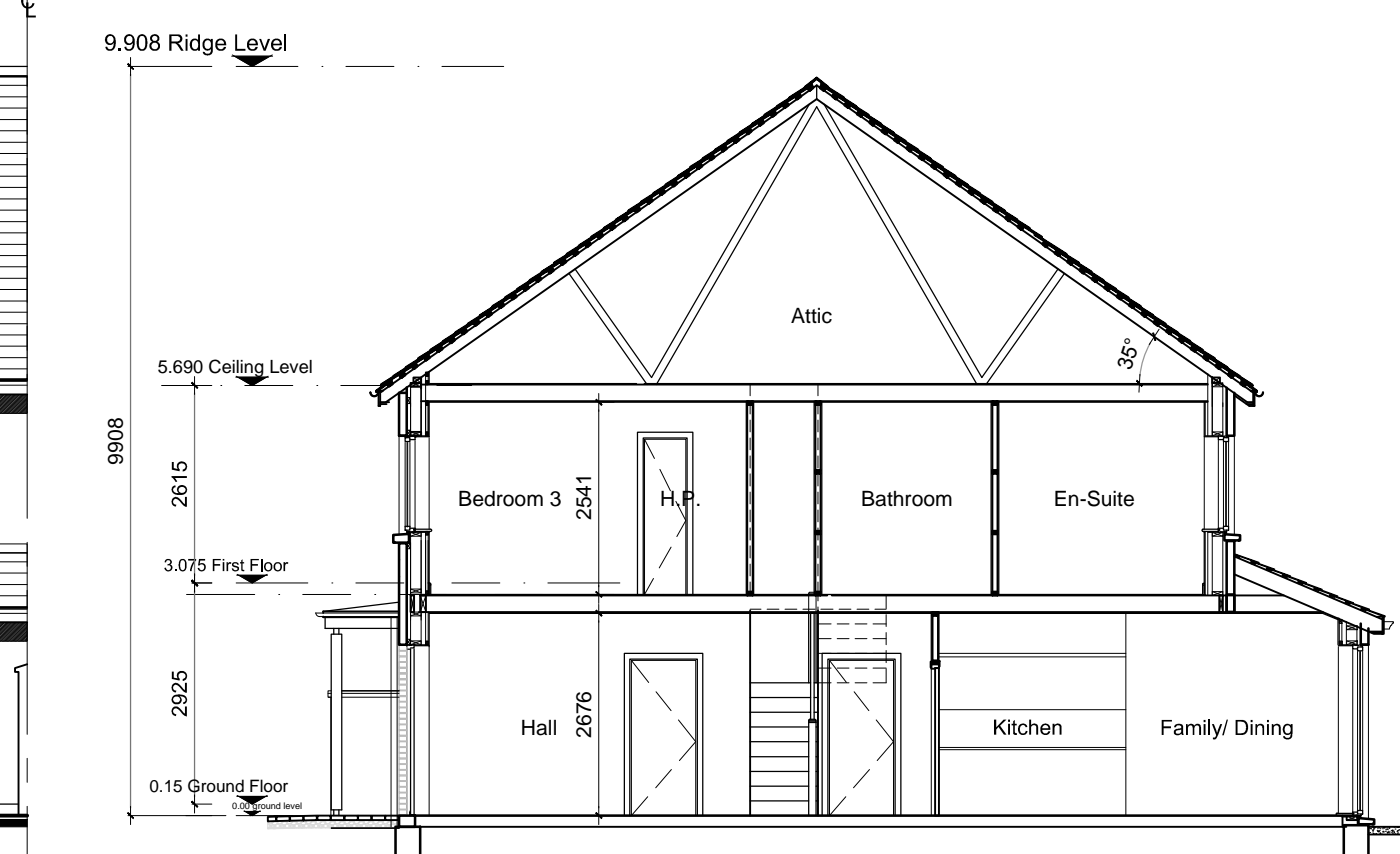 ℄
9.908 Ridge Level
Attic
35°
5.690 Ceiling Level
9908
2615
Bedroom 3
2541
H.P.
Bathroom
En-Suite
3.075 First Floor
2925
Hall
2676
Kitchen
Family/ Dining
0.15 Ground Floor
0.00 ground level